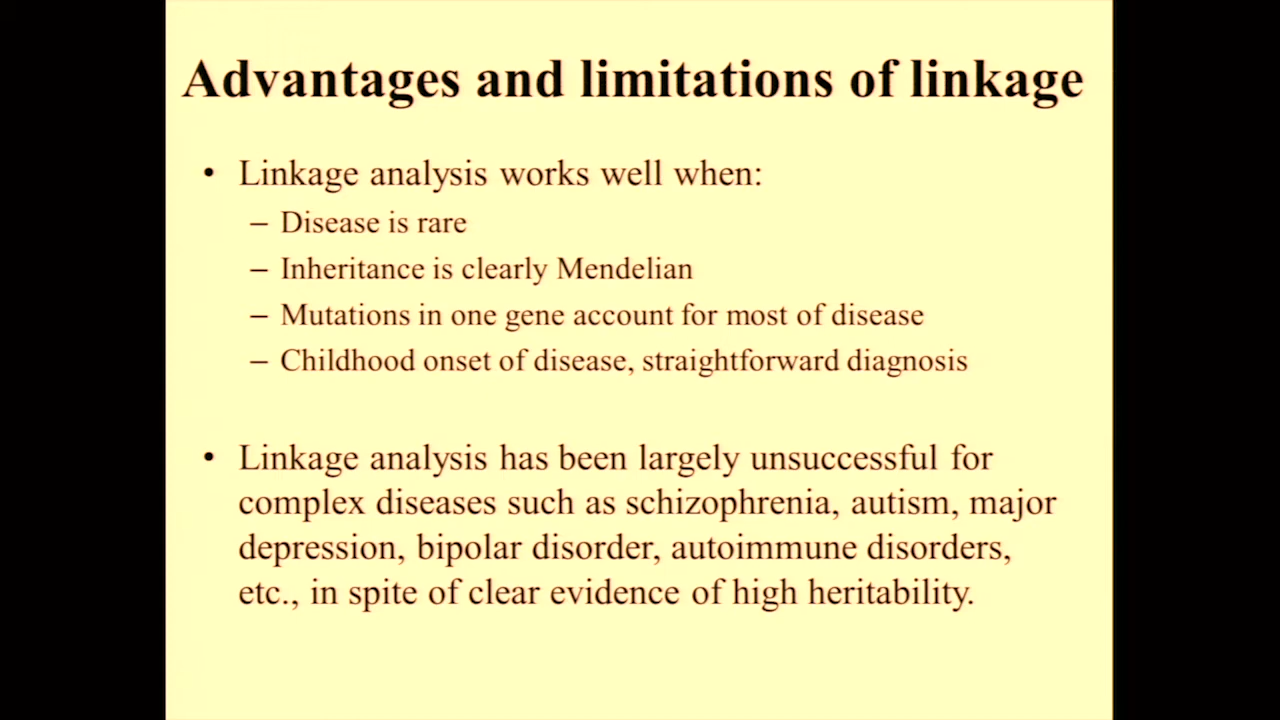 Advantages and limitations of linkage
• Linkage analysis works well when:
– Disease is rare
– Inheritance is clearly Mendelian
– Mutations in one gene account for most of disease
– Childhood onset of disease, straightforward diagnosis
• Linkage analysis has been largely unsuccessful for
complex diseases such as schizophrenia, autism, major
depression, bipolar disorder, autoimmune disorders,
etc., in spite of clear evidence of high heritability.